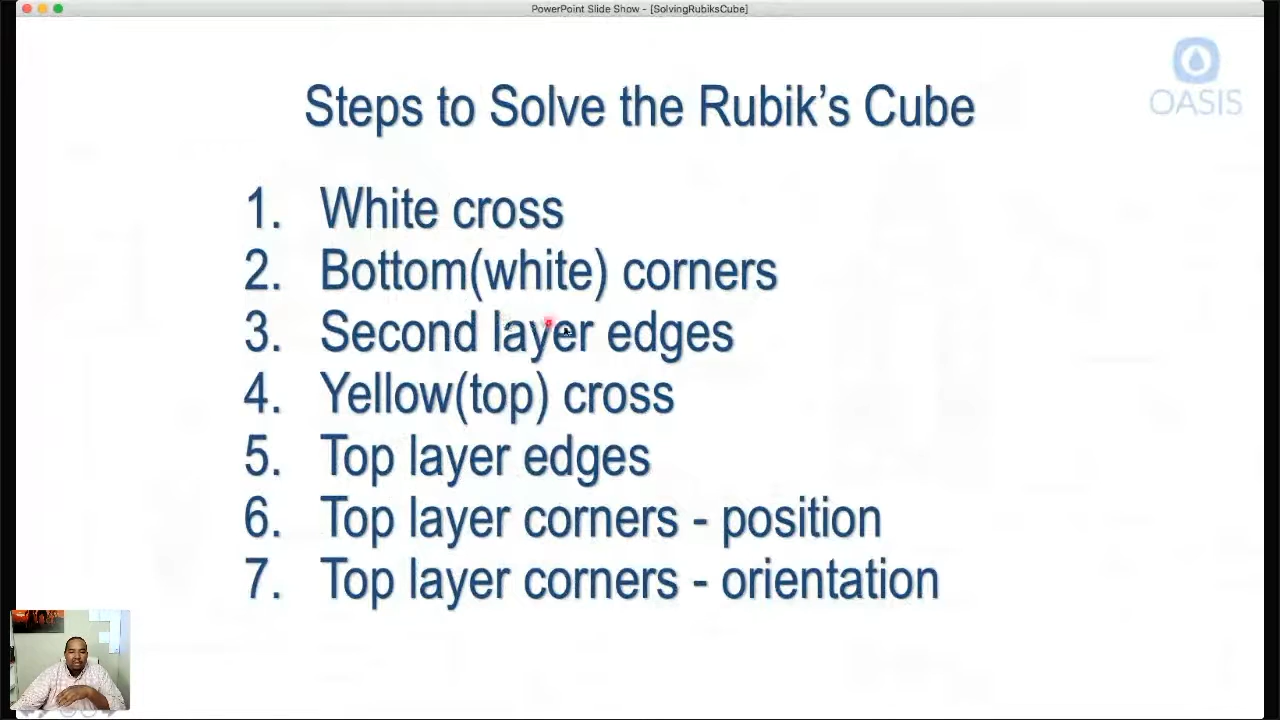 PowerPoint Slide Show - [SolvingRubiksCube]
OASIS
Steps to Solve the Rubik’s Cube
1. White cross
2. Bottom(white) corners
3. Second layer edges
4. Yellow(top) cross
5. Top layer edges
6. Top layer corners - position
7. Top layer corners - orientation